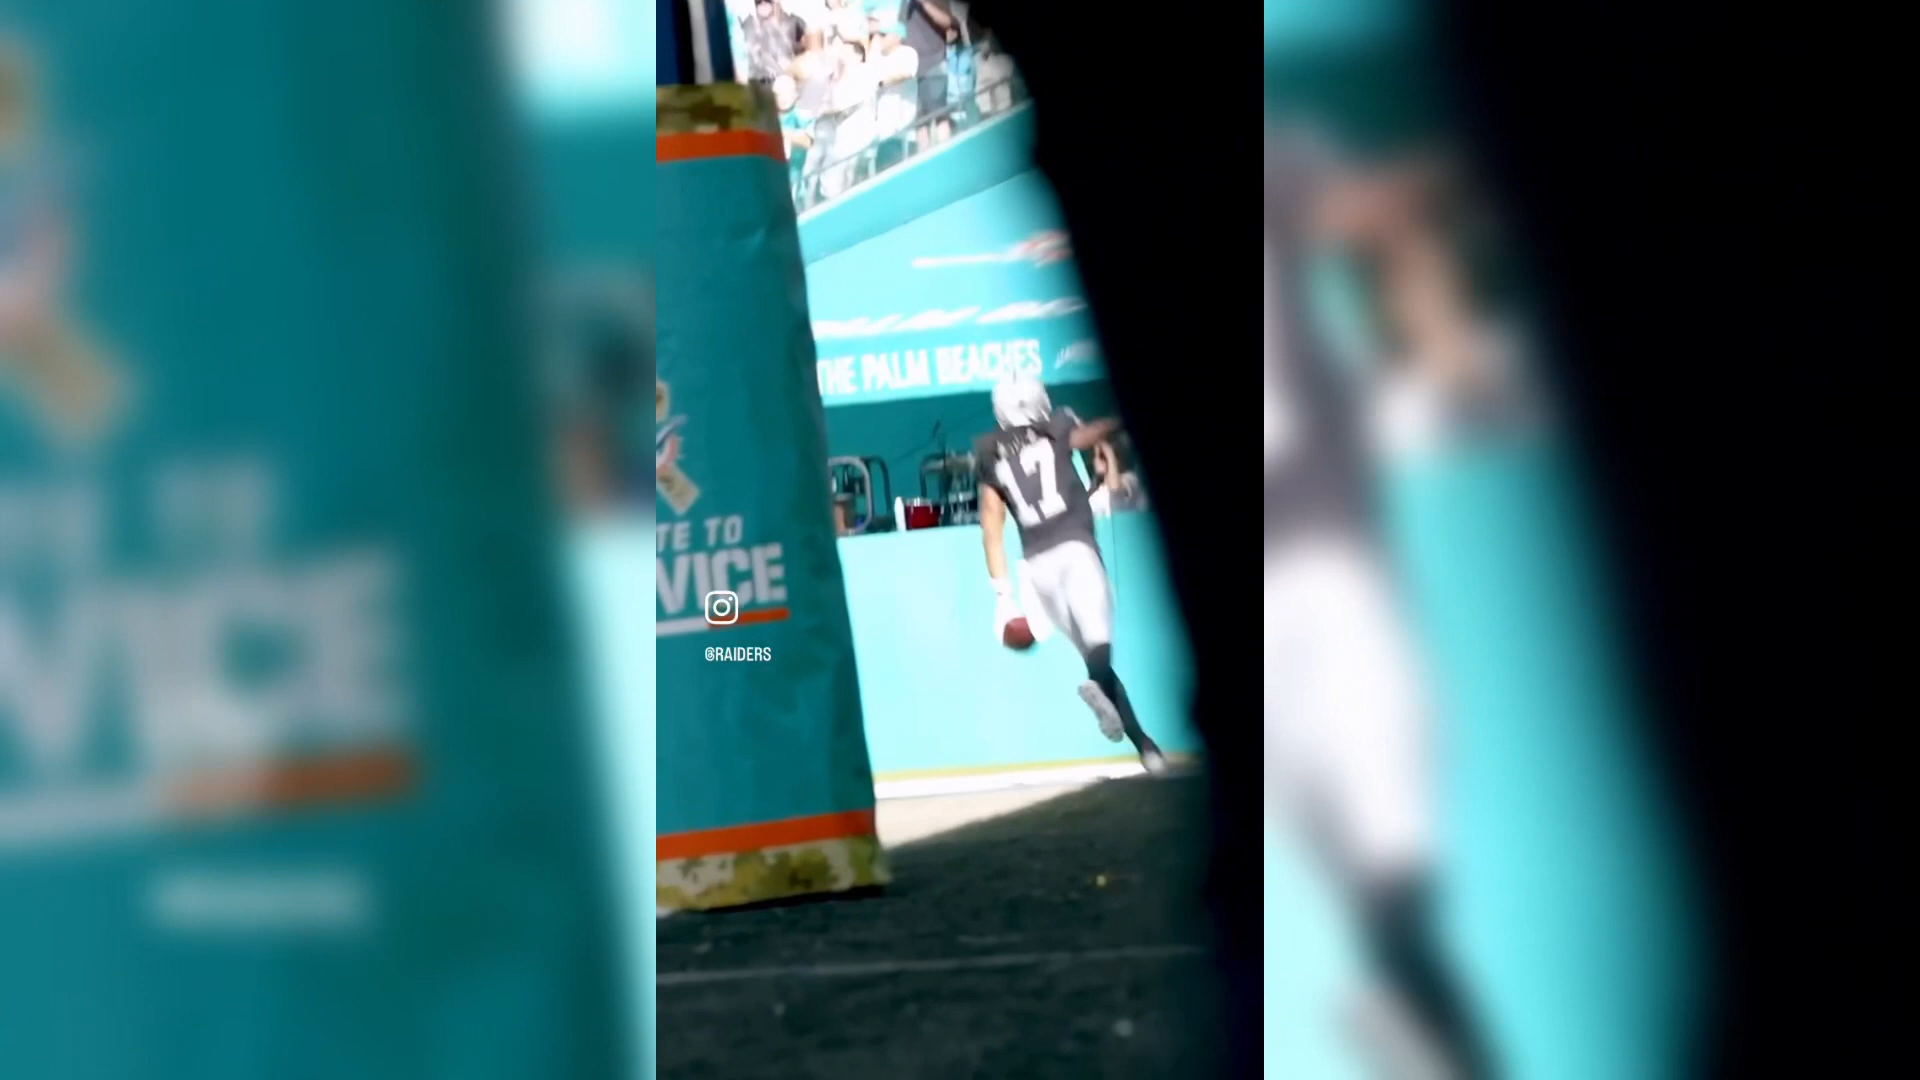 THE PALM BEACHES
17
TE TO
VICE
@RAIDERS